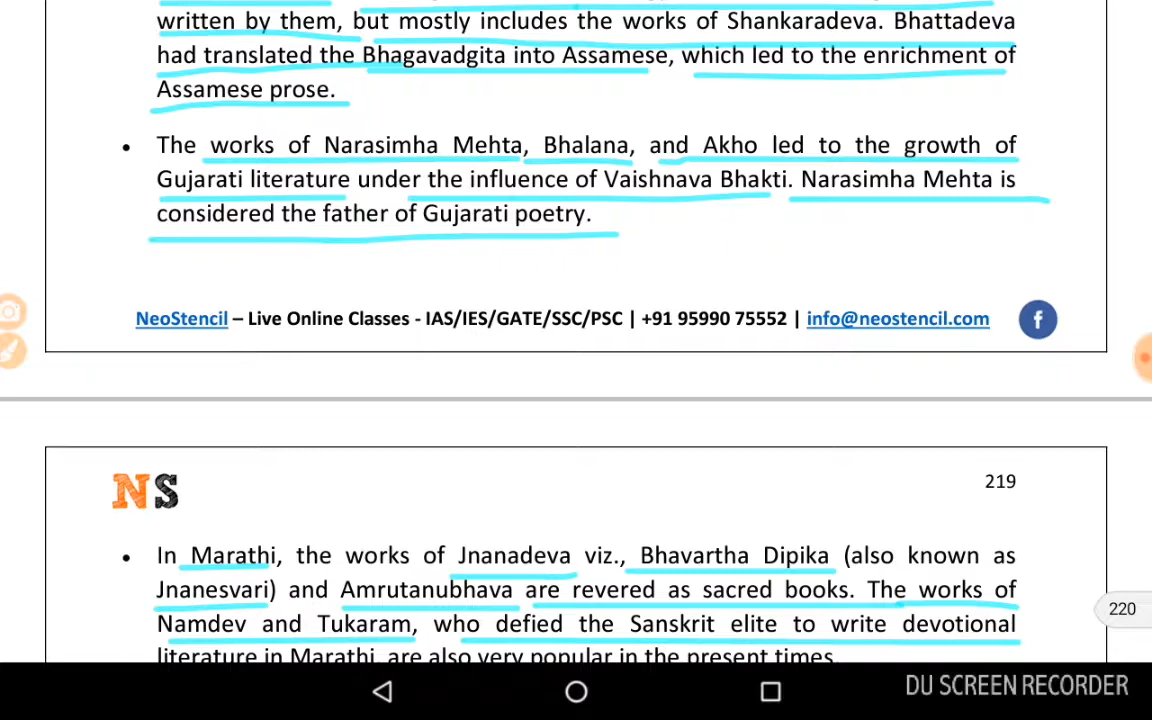 written by them, but mostly includes the works of Shankaradeva. Bhattadeva
had translated the Bhagavadgita into Assamese, which led to the enrichment of
Assamese prose.
• The works of Narasimha Mehta, Bhalana, and Akho led to the growth of
Gujarati literature under the influence of Vaishnava Bhakti. Narasimha Mehta is
considered the father of Gujarati poetry.
NeoStencil – Live Online Classes - IAS/IES/GATE/SSC/PSC | +91 95990 75552 | info@neostencil.com f
NS 219
• In Marathi, the works of Jnanadeva viz., Bhavartha Dipika (also known as
Jnanesvari) and Amrutanubhava are revered as sacred books. The works of
220
Namdev and Tukaram, who defied the Sanskrit elite to write devotional
literature in Marathi, are also very popular in the present times.
DU SCREEN RECORDER